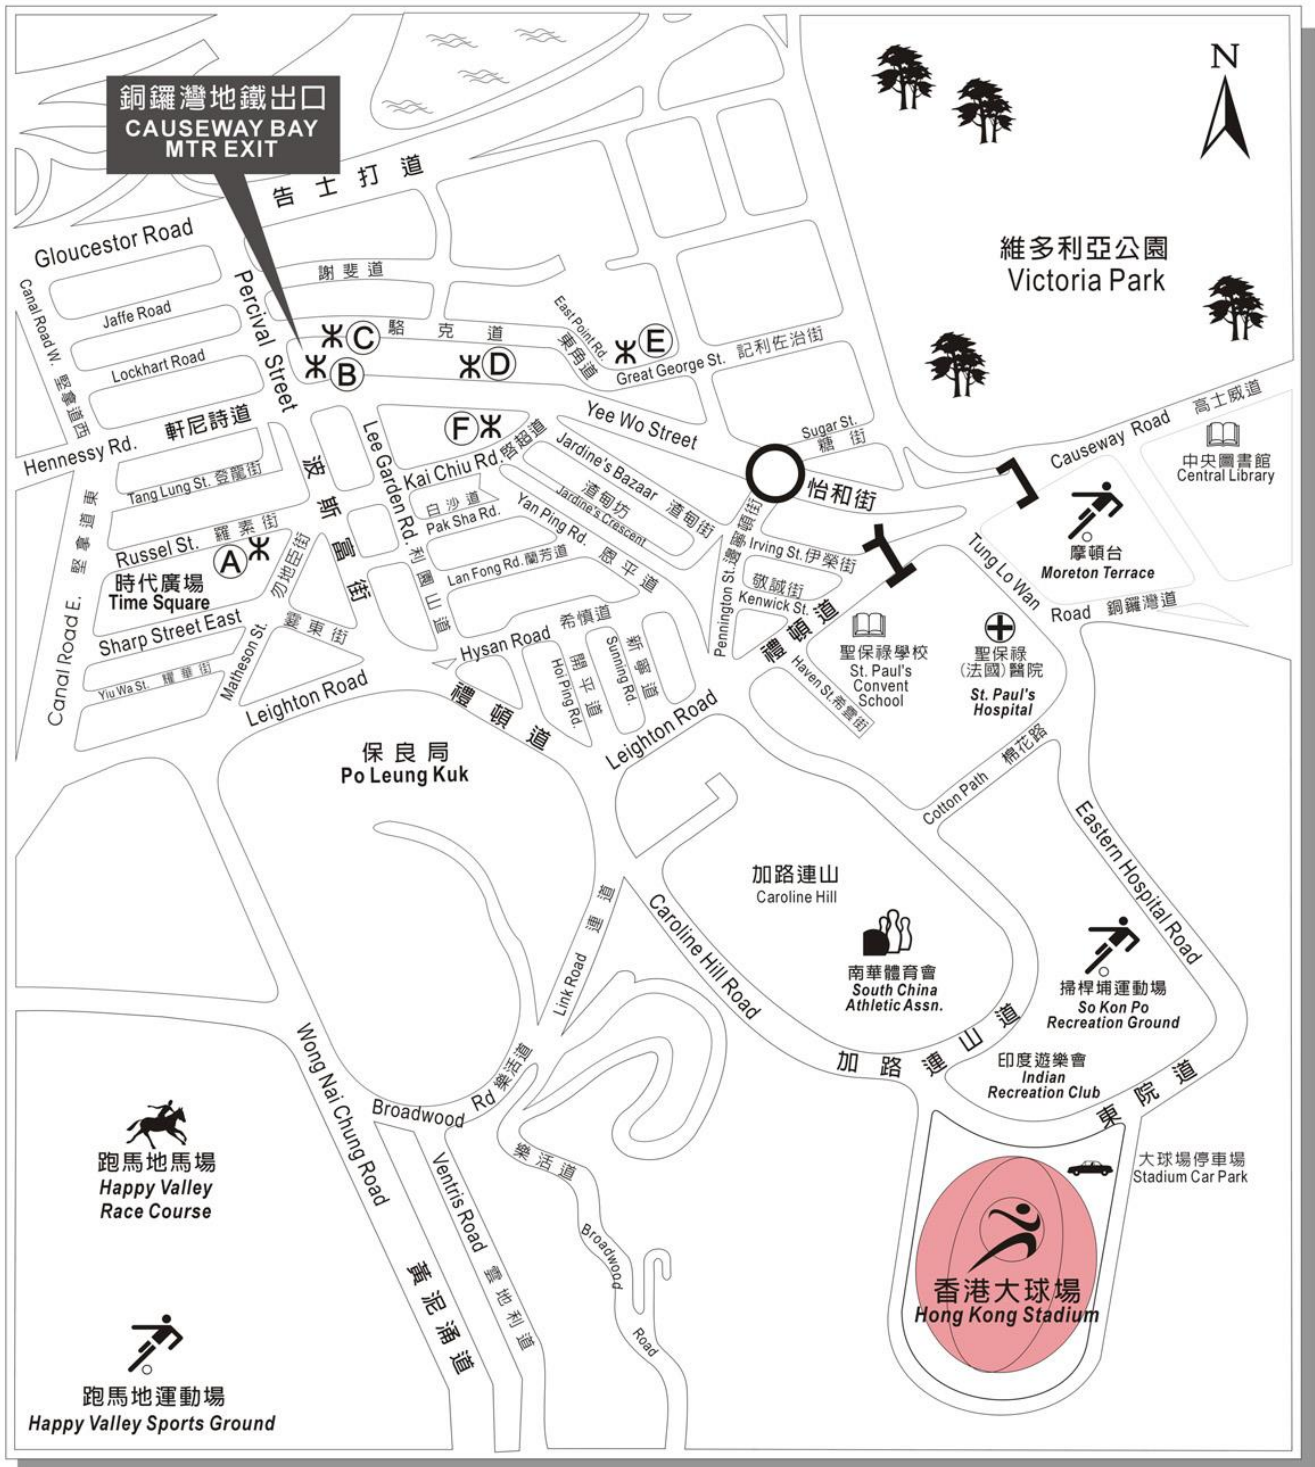 銅鑼灣地鐵出口
CAUSEWAY BAY
MTR EXIT
N
告士打道
Gloucestor Road
維多利亞公園
Victoria Park
謝斐道
Canal Road W. 堅拿道西
Jaffe Road
Percival Street
駱克道
C
B
D
East Point Rd.
東角道
E
Great George St. 記利佐治街
Lockhart Road
Hennessy Rd. 軒尼詩道
F
Yee Wo Street
Sugar St.
糖街
Causeway Road 高士威道
中央圖書館
Central Library
Lee Garden Rd. 利園山道
Kai Chiu Rd. 啓超道
Jardine's Bazaar 渣甸街
渣甸坊
Jardine's Crescent
怡和街
Tang Lung St. 登龍街
波斯富街
白沙道
Pak Sha Rd.
Yan Ping Rd. 恩平道
Russel St. 羅素街
A
勿地臣街
Lan Fong Rd. 蘭芳道
Irving St. 伊榮街
敬誠街
Kenwick St.
Pennington St. 邊寧頓街
Tung Lo Wan
Road 銅鑼灣道
摩頓台
Moreton Terrace
堅拿道東
Canal Road E.
時代廣場
Time Square
Sharp Street East
霎東街
Matheson St.
Yiu Wa St. 耀華街
Hysan Road 希慎道
開平道
Hoi Ping Rd.
新寧道
Sunning Rd.
禮頓道
Haven St. 希雲街
聖保祿學校
St. Paul's
Convent
School
聖保祿
(法國)醫院
St. Paul's
Hospital
Leighton Road
禮頓道
Leighton Road
保良局
Po Leung Kuk
Cotton Path 棉花路
Eastern Hospital Road
加路連山
Caroline Hill
Caroline Hill Road
南華體育會
South China
Athletic Assn.
掃桿埔運動場
So Kon Po
Recreation Ground
Link Road 連道
加路連山道
印度遊樂會
Indian
Recreation Club
東院道
Wong Nai Chung Road
Broadwood Rd 樂活道
跑馬地馬場
Happy Valley
Race Course
Ventris Road 雲地利道
樂活道
Broadwood
Road
大球場停車場
Stadium Car Park
香港大球場
Hong Kong Stadium
黃泥涌道
跑馬地運動場
Happy Valley Sports Ground